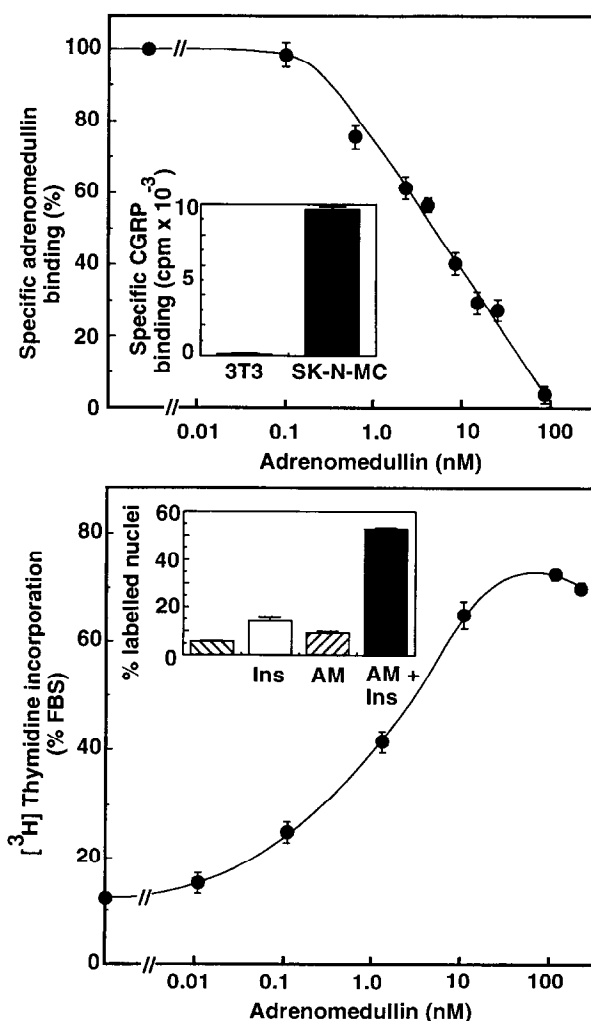 Specific adrenomedullin
binding (%)
100
80
60
40
20
0
//
//
0.01 0.1 1.0 10 100
Adrenomedullin (nM)
Specific CGRP
binding (cpm x 10-3)
10
5
0
3T3 SK-N-MC
[3H] Thymidine incorporation
(% FBS)
80
60
40
20
0
//
//
0.01 0.1 1.0 10 100
Adrenomedullin (nM)
% labelled nuclei
60
40
20
0
Ins AM AM +
Ins